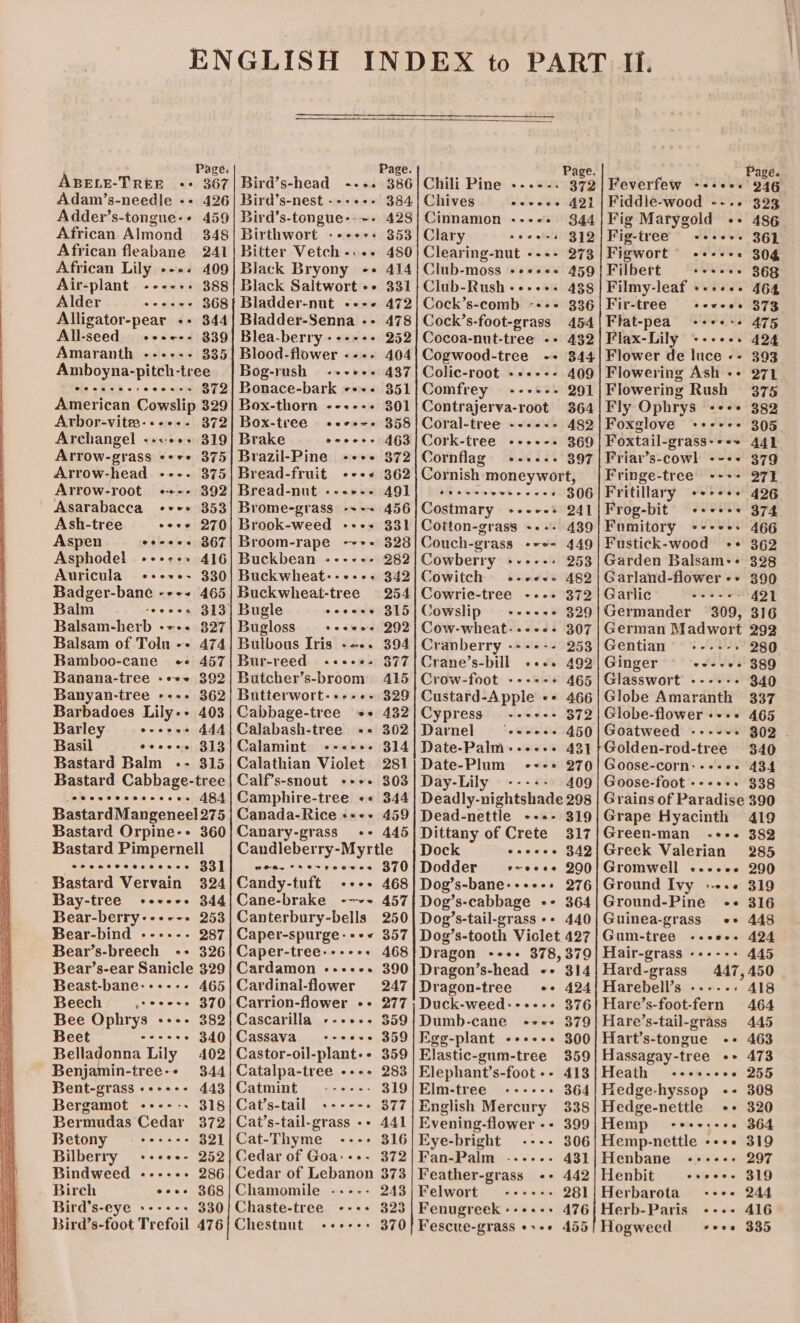 ENGLISH INDEX to PART II.
Page.
ABELE-TREE •• 367
Adam's-needle •• 426
Adder's-tongue•• 459
African Almond 348
African fleabane 241
African Lily •••• 409
Air-plant •••••• 388
Alder •••••• 368
Alligator-pear •• 344
All-seed •••••• 339
Amaranth •••••• 335
Amboyna-pitch-tree
•••••••••••• 372
American Cowslip 329
Arbor-vitæ•••••• 372
Archangel •••••• 319
Arrow-grass •••• 375
Arrow-head •••• 375
Arrow-root •••• 392
Asarabacca •••• 353
Ash-tree •••• 270
Aspen •••••• 367
Asphodel •••••• 416
Auricula •••••• 330
Badger-bane •••• 465
Balm •••••• 313
Balsam-herb •••• 327
Balsam of Tolu •• 474
Bamboo-cane •• 457
Banana-tree •••• 392
Banyan-tree •••• 362
Barbadoes Lily•• 403
Barley •••••• 444
Basil •••••• 313
Bastard Balm •• 315
Bastard Cabbage-tree
•••••••••••• 484
BastardMangeneel 275
Bastard Orpine•• 360
Bastard Pimpernell
•••••••••••• 331
Bastard Vervain 324
Bay-tree •••••• 344
Bear-berry•••••• 253
Bear-bind •••••• 287
Bear's-breech •• 326
Bear's-ear Sanicle 329
Beast-bane•••••• 465
Beech •••••• 370
Bee Ophrys •••• 382
Beet •••••• 340
Belladonna Lily 402
Benjamin-tree•• 344
Bent-grass•••••• 443
Bergamot •••••• 318
Bermudas Cedar 372
Betony •••••• 321
Bilberry •••••• 252
Bindweed •••••• 286
Birch •••• 368
Bird's-eye •••••• 330
Bird's-foot Trefoil 476
Page.
Bird's-head •••• 386
Bird's-nest•••••• 384
Bird's-tongue•••• 428
Birthwort •••••• 353
Bitter Vetch•••• 480
Black Bryony •• 414
Black Saltwort•• 331
Bladder-nut •••• 472
Bladder-Senna •• 478
Blea-berry•••••• 252
Blood-flower •••• 404
Bog-rush •••••• 437
Bonace-bark •••• 351
Box-thorn •••••• 301
Box-tree •••••• 358
Brake •••••• 463
Brazil-Pine •••• 372
Bread-fruit •••• 362
Bread-nut •••••• 491
Brome-grass •••• 456
Brook-weed •••• 331
Broom-rape •••• 323
Buckbean •••••• 282
Buckwheat•••••• 342
Buckwheat-tree 254
Bugle •••••• 315
Bugloss •••••• 292
Bulbous Iris •••• 394
Bur-reed •••••• 377
Butcher's-broom 415
Butterwort•••••• 329
Cabbage-tree •• 432
Calabash-tree •• 302
Calamint •••••• 314
Calathian Violet 281
Calf's-snout •••• 303
Camphire-tree •• 344
Canada-Rice •••• 459
Canary-grass •• 445
Candleberry-Myrtle
•••••••••••• 370
Candy-tuft •••• 468
Cane-brake •••• 457
Canterbury-bells 250
Caper-spurge•••• 357
Caper-tree•••••• 468
Cardamon •••••• 390
Cardinal-flower 247
Carrion-flower •• 277
Cascarilla •••••• 359
Cassava •••••• 359
Castor-oil-plant•• 359
Catalpa-tree •••• 283
Catmint •••••• 319
Cat's-tail •••••• 377
Cat's-tail-grass •• 441
Cat-Thyme •••• 316
Cedar of Goa•••• 372
Cedar of Lebanon 373
Chamomile ••••• 243
Chaste-tree •••• 323
Chestnut •••••• 370
Page.
Chili Pine •••••• 372
Chives •••••• 421
Cinnamon ••••• 344
Clary •••••• 312
Clearing-nut •••• 273
Club-moss •••••• 459
Club-Rush•••••• 438
Cock's-comb •••• 336
Cock's-foot-grass 454
Cocoa-nut-tree •• 432
Cogwood-tree •• 344
Colic-root •••••• 409
Comfrey •••••• 291
Contrajerva-root 364
Coral-tree •••••• 482
Cork-tree •••••• 369
Cornflag •••••• 397
Cornish moneywort,
•••••••••••• 306
Costmary •••••• 241
Cotton-grass •••• 439
Couch-grass •••• 449
Cowberry •••••• 253
Cowitch •••••• 482
Cowrie-tree •••• 372
Cowslip •••••• 329
Cow-wheat•••••• 307
Cranberry •••••• 253
Crane's-bill •••• 492
Crow-foot •••••• 465
Custard-Apple •• 466
Cypress •••••• 372
Darnel •••••• 450
Date-Palm•••••• 431
Date-Plum •••• 270
Day-Lily ••••• 409
Deadly-nightshade 298
Dead-nettle •••• 319
Dittany of Crete 317
Dock •••••• 342
Dodder •••••• 290
Dog's-bane•••••• 276
Dog's-cabbage •• 364
Dog's-tail-grass•• 440
Dog's-tooth Violet 427
Dragon •••• 378,379
Dragon's-head •• 314
Dragon-tree •• 424
Duck-weed•••••• 376
Dumb-cane •••• 379
Egg-plant •••••• 300
Elastic-gum-tree 359
Elephant's-foot•• 413
Elm-tree •••••• 364
English Mercury 338
Evening-flower•• 399
Eye-bright •••• 306
Fan-Palm •••••• 431
Feather-grass •• 442
Felwort •••••• 281
Fenugreek•••••• 476
Fescue-grass •••• 455
Page.
Feverfew •••••• 246
Fiddle-wood •••• 323
Fig Marygold •• 486
Fig-tree •••••• 361
Figwort •••••• 304
Filbert •••••• 368
Filmy-leaf •••••• 464
Fir-tree •••••• 373
Flat-pea •••••• 475
Flax-Lily •••••• 424
Flower de luce •• 393
Flowering Ash •• 271
Flowering Rush 375
Fly Ophrys •••• 382
Foxglove •••••• 305
Foxtail-grass•••• 441
Friar's-cowl •••• 379
Fringe-tree •••• 271
Fritillary •••••• 426
Frog-bit •••••• 374
Fumitory •••••• 466
Fustick-wood •• 362
Garden Balsam•• 328
Garland-flower•• 390
Garlic •••••• 421
Germander 309, 316
German Madwort 292
Gentian •••••• 280
Ginger •••••• 389
Glasswort •••••• 340
Globe Amaranth 337
Globe-flower•••• 465
Goatweed •••••• 302
Golden-rod-tree 340
Goose-corn•••••• 434
Goose-foot•••••• 338
Grains of Paradise 390
Grape Hyacinth 419
Green-man •••• 382
Greek Valerian 285
Gromwell •••••• 290
Ground Ivy •••• 319
Ground-Pine •• 316
Guinea-grass •• 448
Gum-tree •••••• 424
Hair-grass •••••• 445
Hard-grass 447,450
Harebell's •••••• 418
Hare's-foot-fern 464
Hare's-tail-grass 445
Hart's-tongue •• 463
Hassagay-tree •• 473
Heath •••••••• 255
Hedge-hyssop •• 308
Hedge-nettle •• 320
Hemp •••••••• 364
Hemp-nettle •••• 319
Henbane •••••• 297
Henbit •••••• 319
Herbarota •••• 244
Herb-Paris •••• 416
Hogweed •••• 335